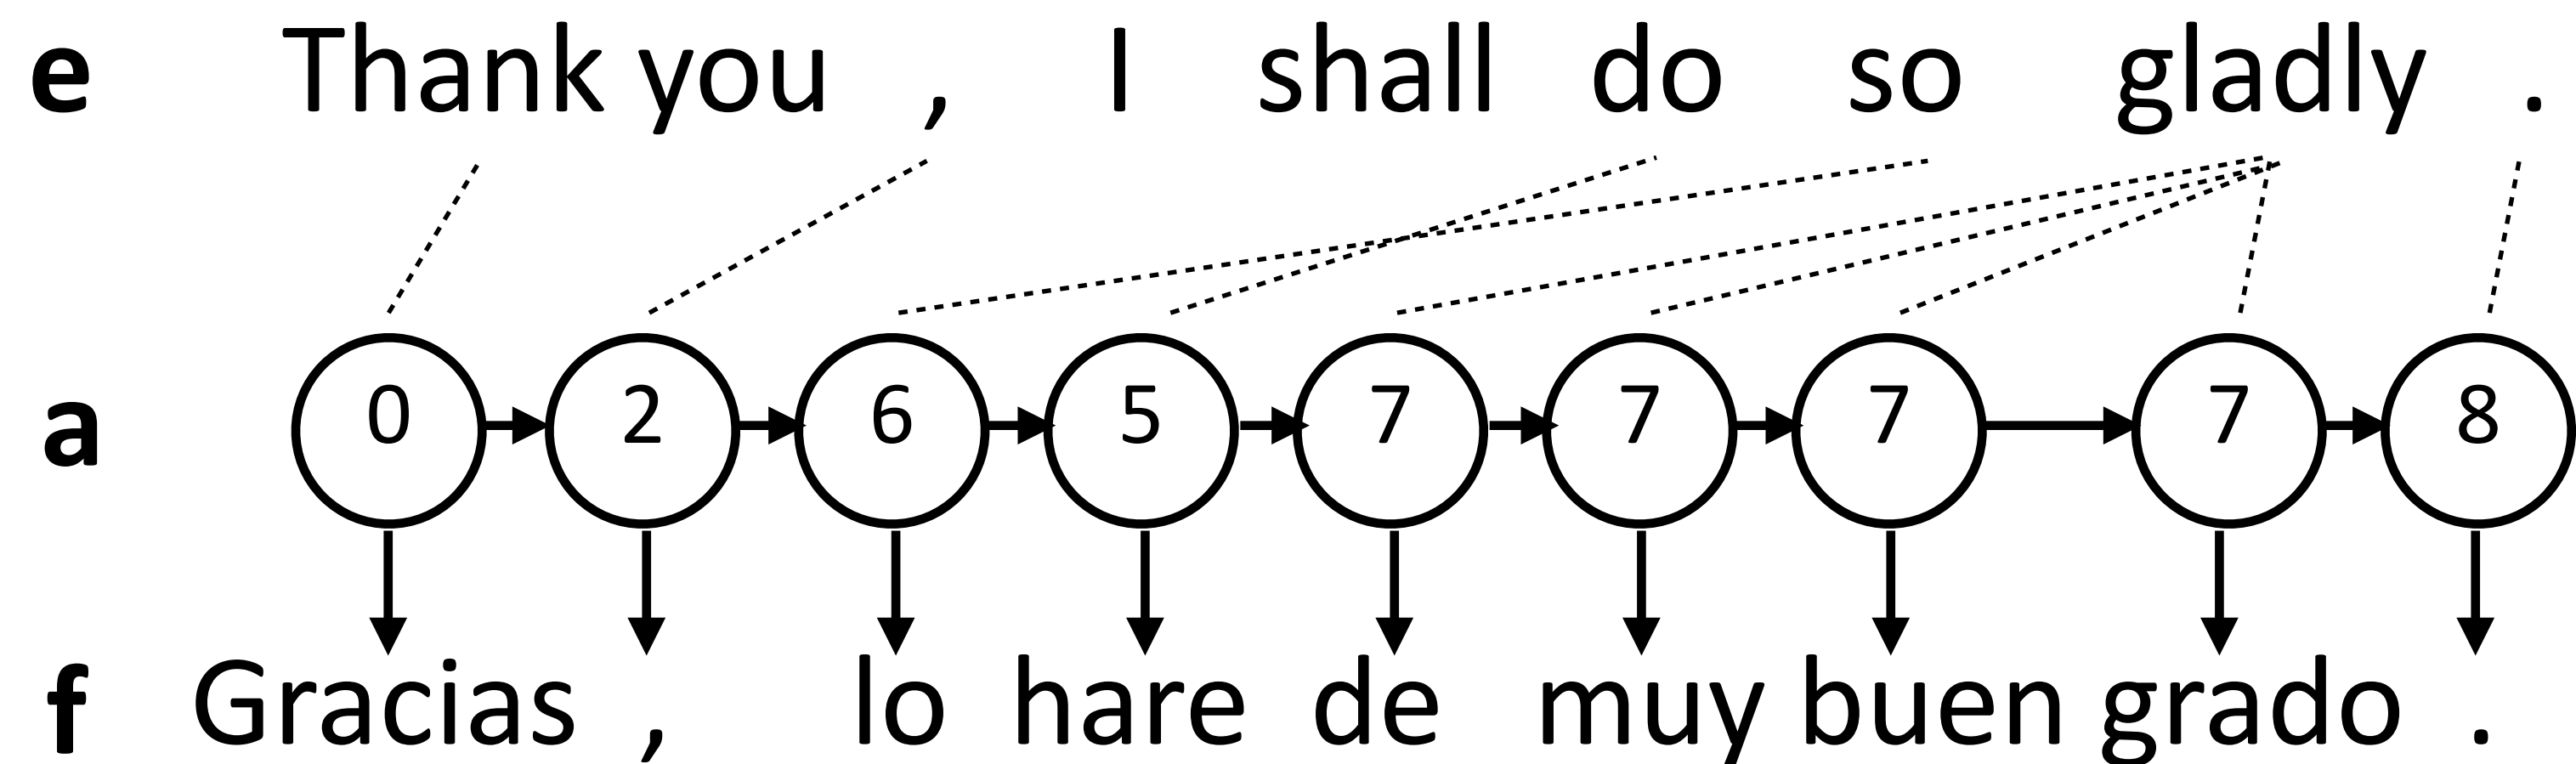 e Thank you , I shall do so gladly .
a 0 2 6 5 7 7 7 7 8
f Gracias , lo hare de muy buen grado .